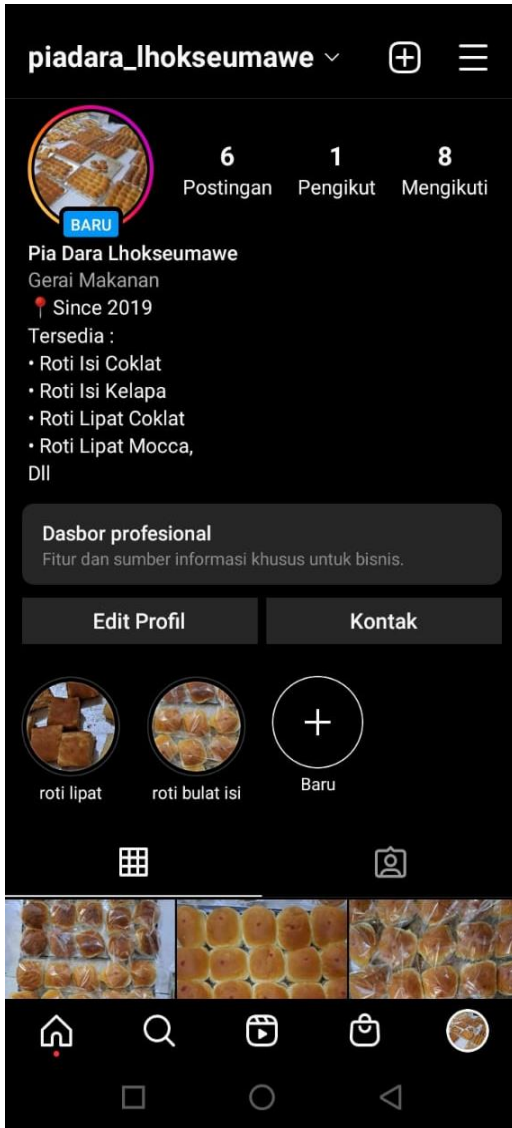 piadara_lhokseumawe
6 1 8
Postingan Pengikut Mengikuti
BARU
Pia Dara Lhokseumawe
Gerai Makanan
📍Since 2019
Tersedia :
• Roti Isi Coklat
• Roti Isi Kelapa
• Roti Lipat Coklat
• Roti Lipat Mocca,
Dll
Dasbor profesional
Fitur dan sumber informasi khusus untuk bisnis.
Edit Profil Kontak
roti lipat roti bulat isi Baru